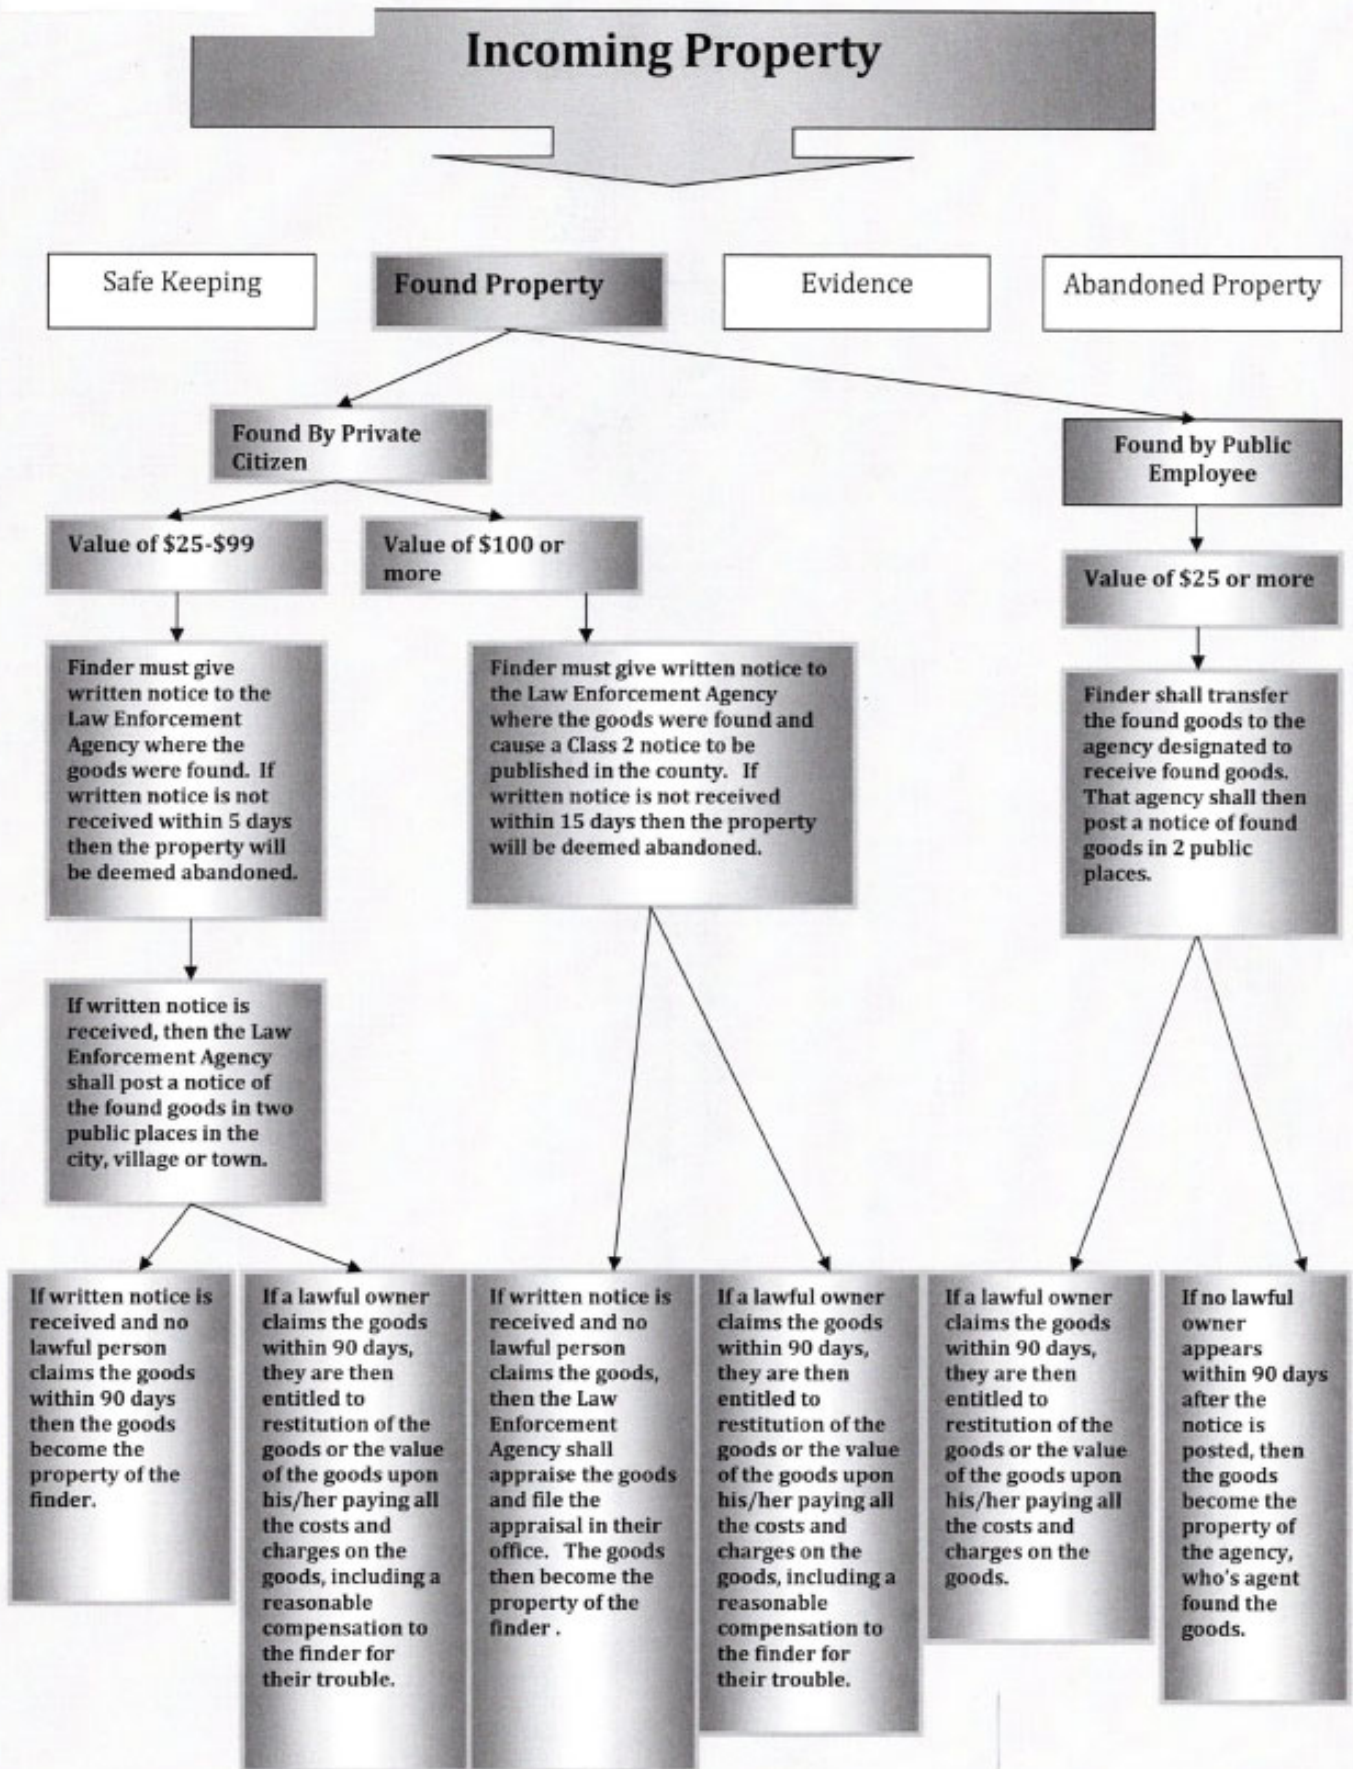 Incoming Property
Safe Keeping
Found Property
Evidence
Abandoned Property
Found By Private
Citizen
Found by Public
Employee
Value of $25-$99
Value of $100 or
more
Value of $25 or more
Finder must give
written notice to the
Law Enforcement
Agency where the
goods were found. If
written notice is not
received within 5 days
then the property will
be deemed abandoned.
Finder must give written notice to
the Law Enforcement Agency
where the goods were found and
cause a Class 2 notice to be
published in the county. If
written notice is not received
within 15 days then the property
will be deemed abandoned.
Finder shall transfer
the found goods to the
agency designated to
receive found goods.
That agency shall then
post a notice of found
goods in 2 public
places.
If written notice is
received, then the Law
Enforcement Agency
shall post a notice of
the found goods in two
public places in the
city, village or town.
If written notice is
received and no
lawful person
claims the goods
within 90 days
then the goods
become the
property of the
finder.
If a lawful owner
claims the goods
within 90 days,
they are then
entitled to
restitution of the
goods or the value
of the goods upon
his/her paying all
the costs and
charges on the
goods, including a
reasonable
compensation to
the finder for
their trouble.
If written notice is
received and no
lawful person
claims the goods,
then the Law
Enforcement
Agency shall
appraise the goods
and file the
appraisal in their
office. The goods
then become the
property of the
finder .
If a lawful owner
claims the goods
within 90 days,
they are then
entitled to
restitution of the
goods or the value
of the goods upon
his/her paying all
the costs and
charges on the
goods, including a
reasonable
compensation to
the finder for
their trouble.
If a lawful owner
claims the goods
within 90 days,
they are then
entitled to
restitution of the
goods or the value
of the goods upon
his/her paying all
the costs and
charges on the
goods.
If no lawful
owner
appears
within 90 days
after the
notice is
posted, then
the goods
become the
property of
the agency,
who's agent
found the
goods.